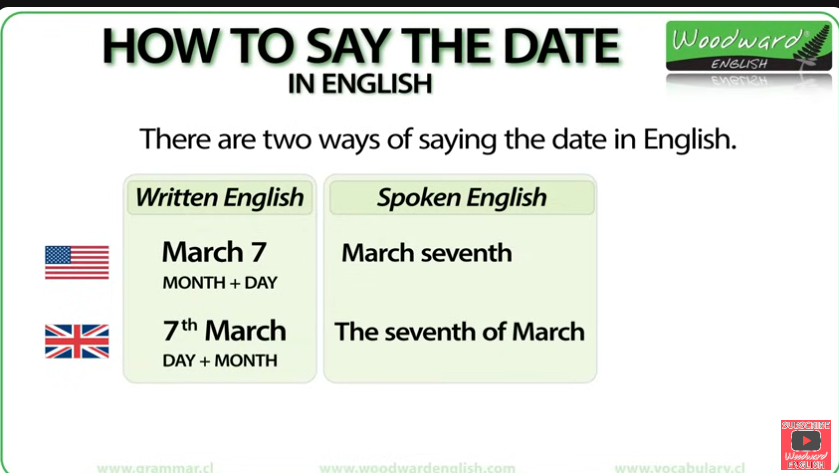 HOW TO SAY THE DATE
IN ENGLISH
Woodward®
ENGLISH
There are two ways of saying the date in English.
Written English
Spoken English
March 7
March seventh
MONTH + DAY
7th March
The seventh of March
DAY + MONTH
SUBSCRIBE
Woodward
ENGLISH
www.grammar.cl
www.woodwardenglish.com
www.vocabulary.cl